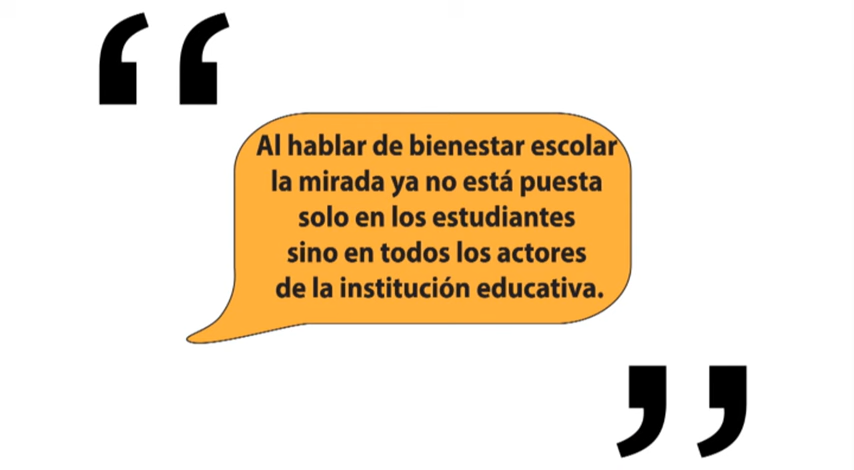 “
Al hablar de bienestar escolar
la mirada ya no está puesta
solo en los estudiantes
sino en todos los actores
de la institución educativa.
”